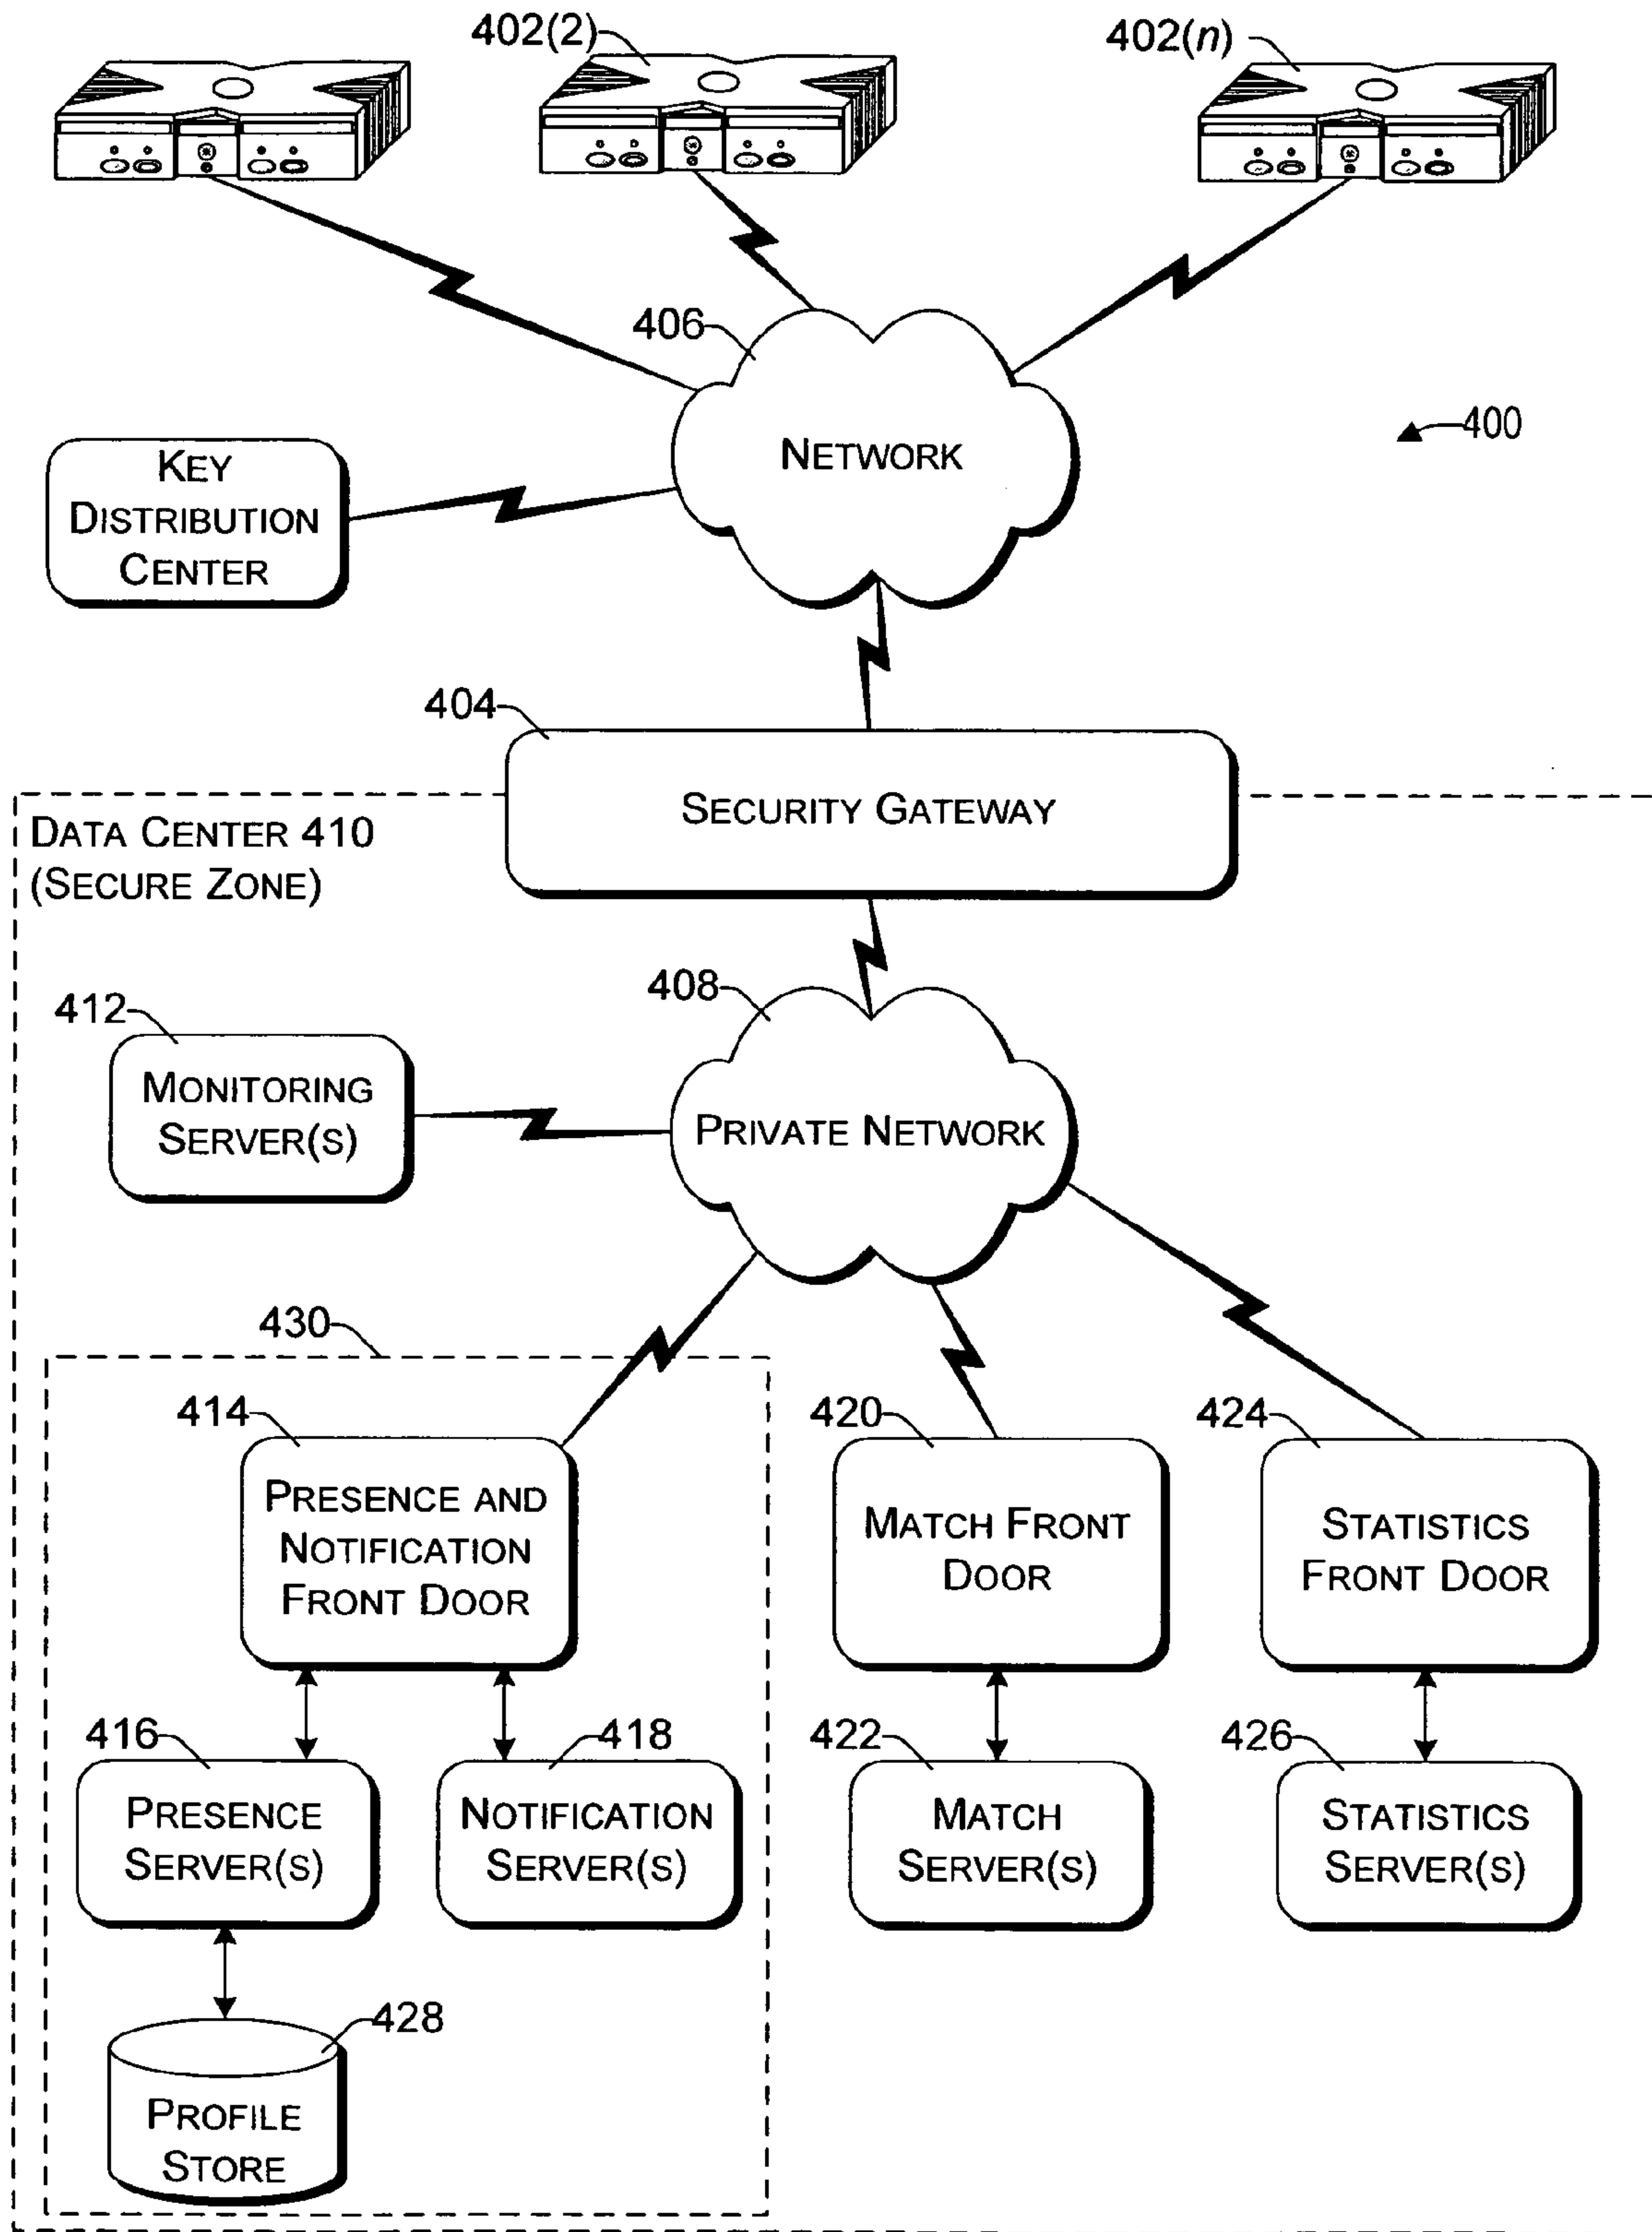 402(2)
402(n)
406
NETWORK
400
KEY
DISTRIBUTION
CENTER
404
SECURITY GATEWAY
DATA CENTER 410
(SECURE ZONE)
408
412
MONITORING
SERVER(S)
PRIVATE NETWORK
430
414
PRESENCE AND
NOTIFICATION
FRONT DOOR
420
MATCH FRONT
DOOR
424
STATISTICS
FRONT DOOR
416
PRESENCE
SERVER(S)
418
NOTIFICATION
SERVER(S)
422
MATCH
SERVER(S)
426
STATISTICS
SERVER(S)
428
PROFILE
STORE